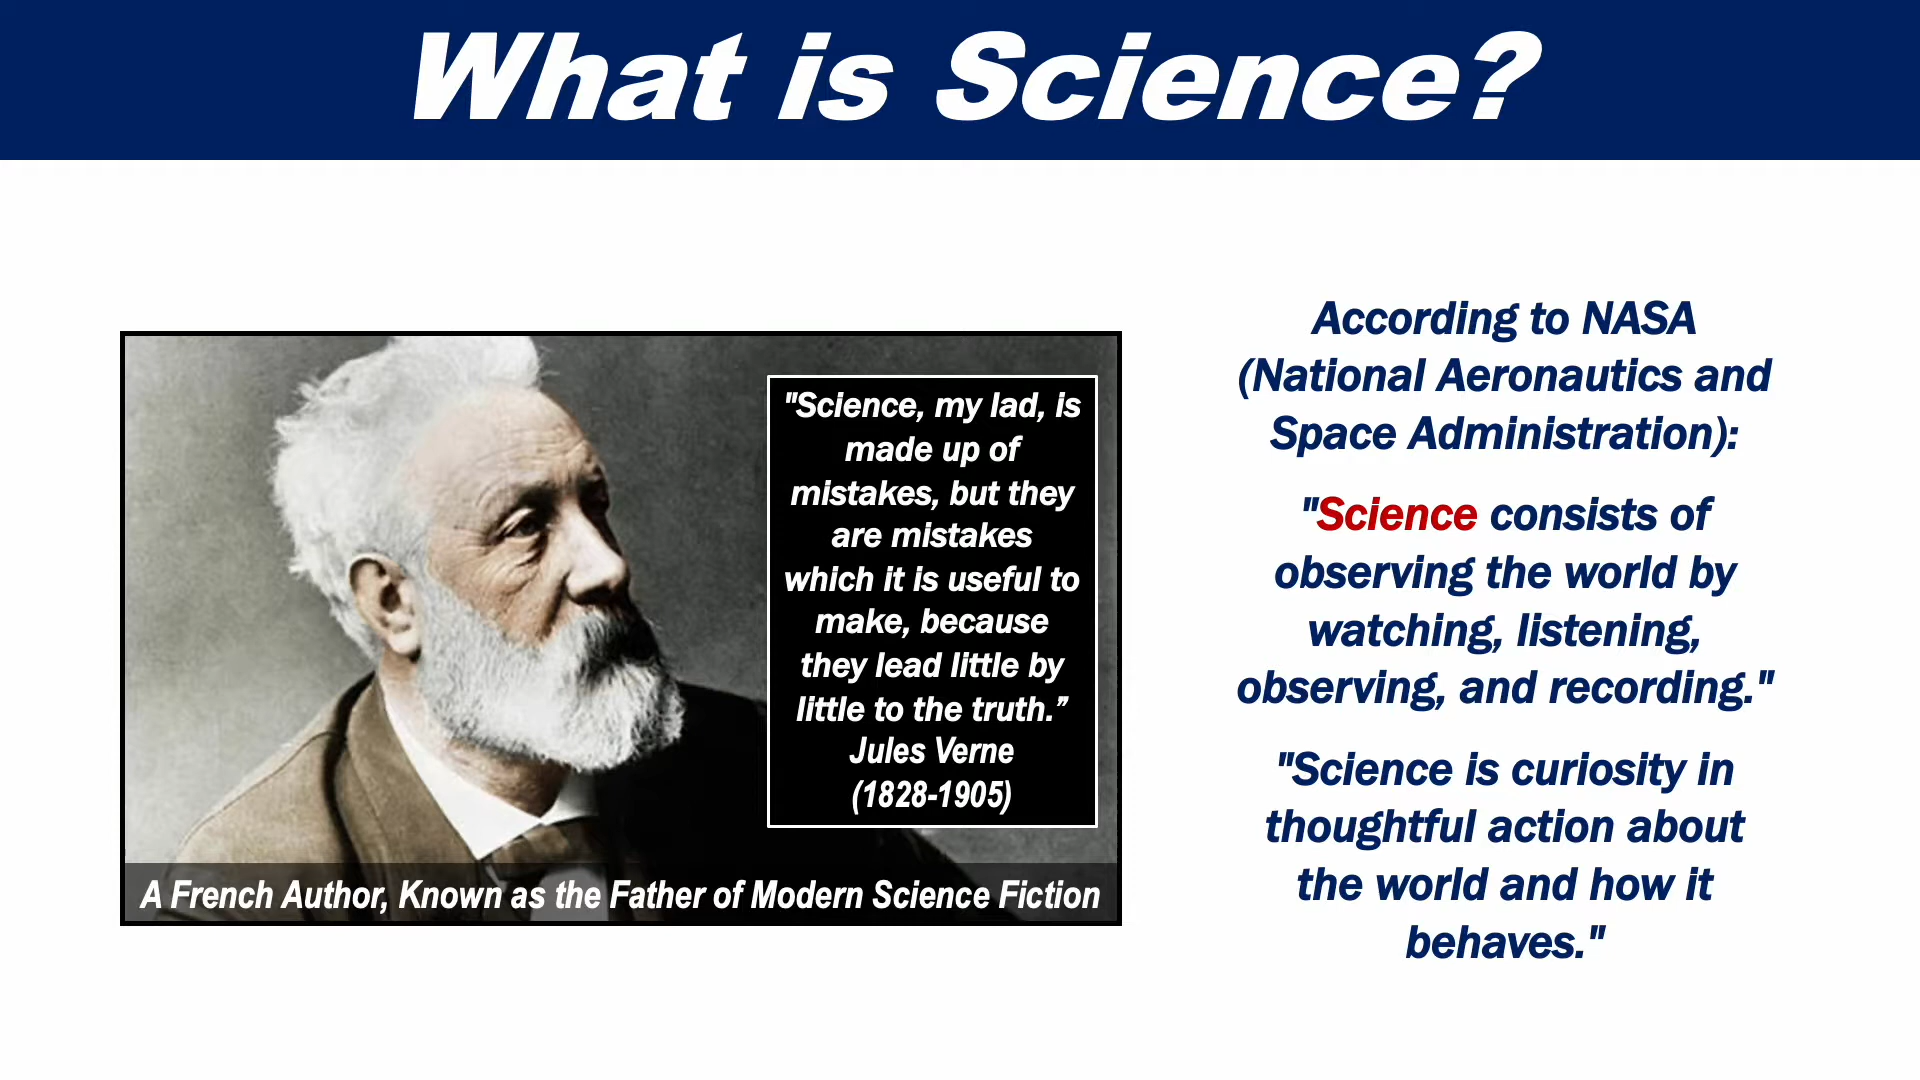 What is Science?
"Science, my lad, is
made up of
mistakes, but they
are mistakes
which it is useful to
make, because
they lead little by
little to the truth.”
Jules Verne
(1828-1905)
A French Author, Known as the Father of Modern Science Fiction
According to NASA
(National Aeronautics and
Space Administration):
"Science consists of
observing the world by
watching, listening,
observing, and recording."
"Science is curiosity in
thoughtful action about
the world and how it
behaves."